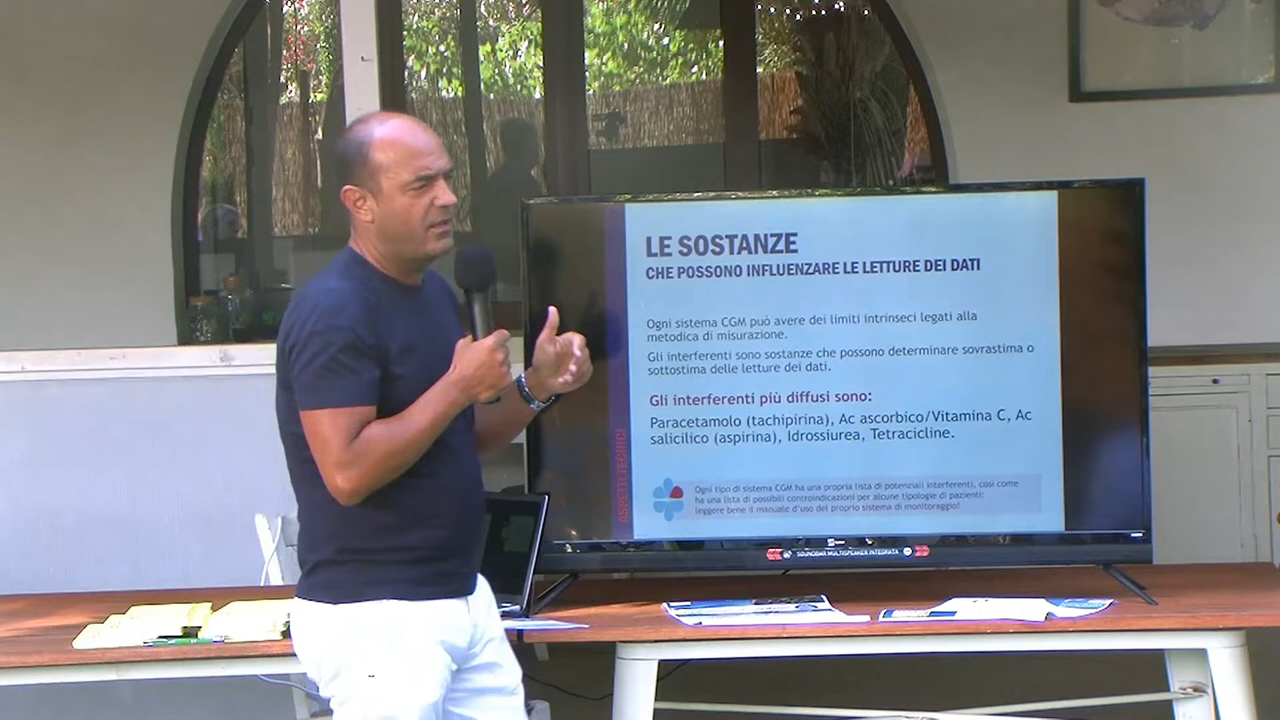 LE SOSTANZE
CHE POSSONO INFLUENZARE LE LETTURE DEI DATI
Ogni sistema CGM può avere dei limiti intrinseci legati alla
metodica di misurazione.
Gli interferenti sono sostanze che possono determinare sovrastima o
sottostima delle letture dei dati.
Gli interferenti più diffusi sono:
Paracetamolo (tachipirina), Ac ascorbico/Vitamina C, Ac
salicilico (aspirina), Idrossiurea, Tetracicline.
ASPETTI TECNICI
Ogni tipo di sistema CGM ha una propria lista di potenziali interferenti, così come
ha una lista di possibili controindicazioni per alcune tipologie di pazienti:
leggere bene il manuale d'uso del proprio sistema di monitoraggio!
SOUNDBAR MULTISPEAKER INTEGRATA